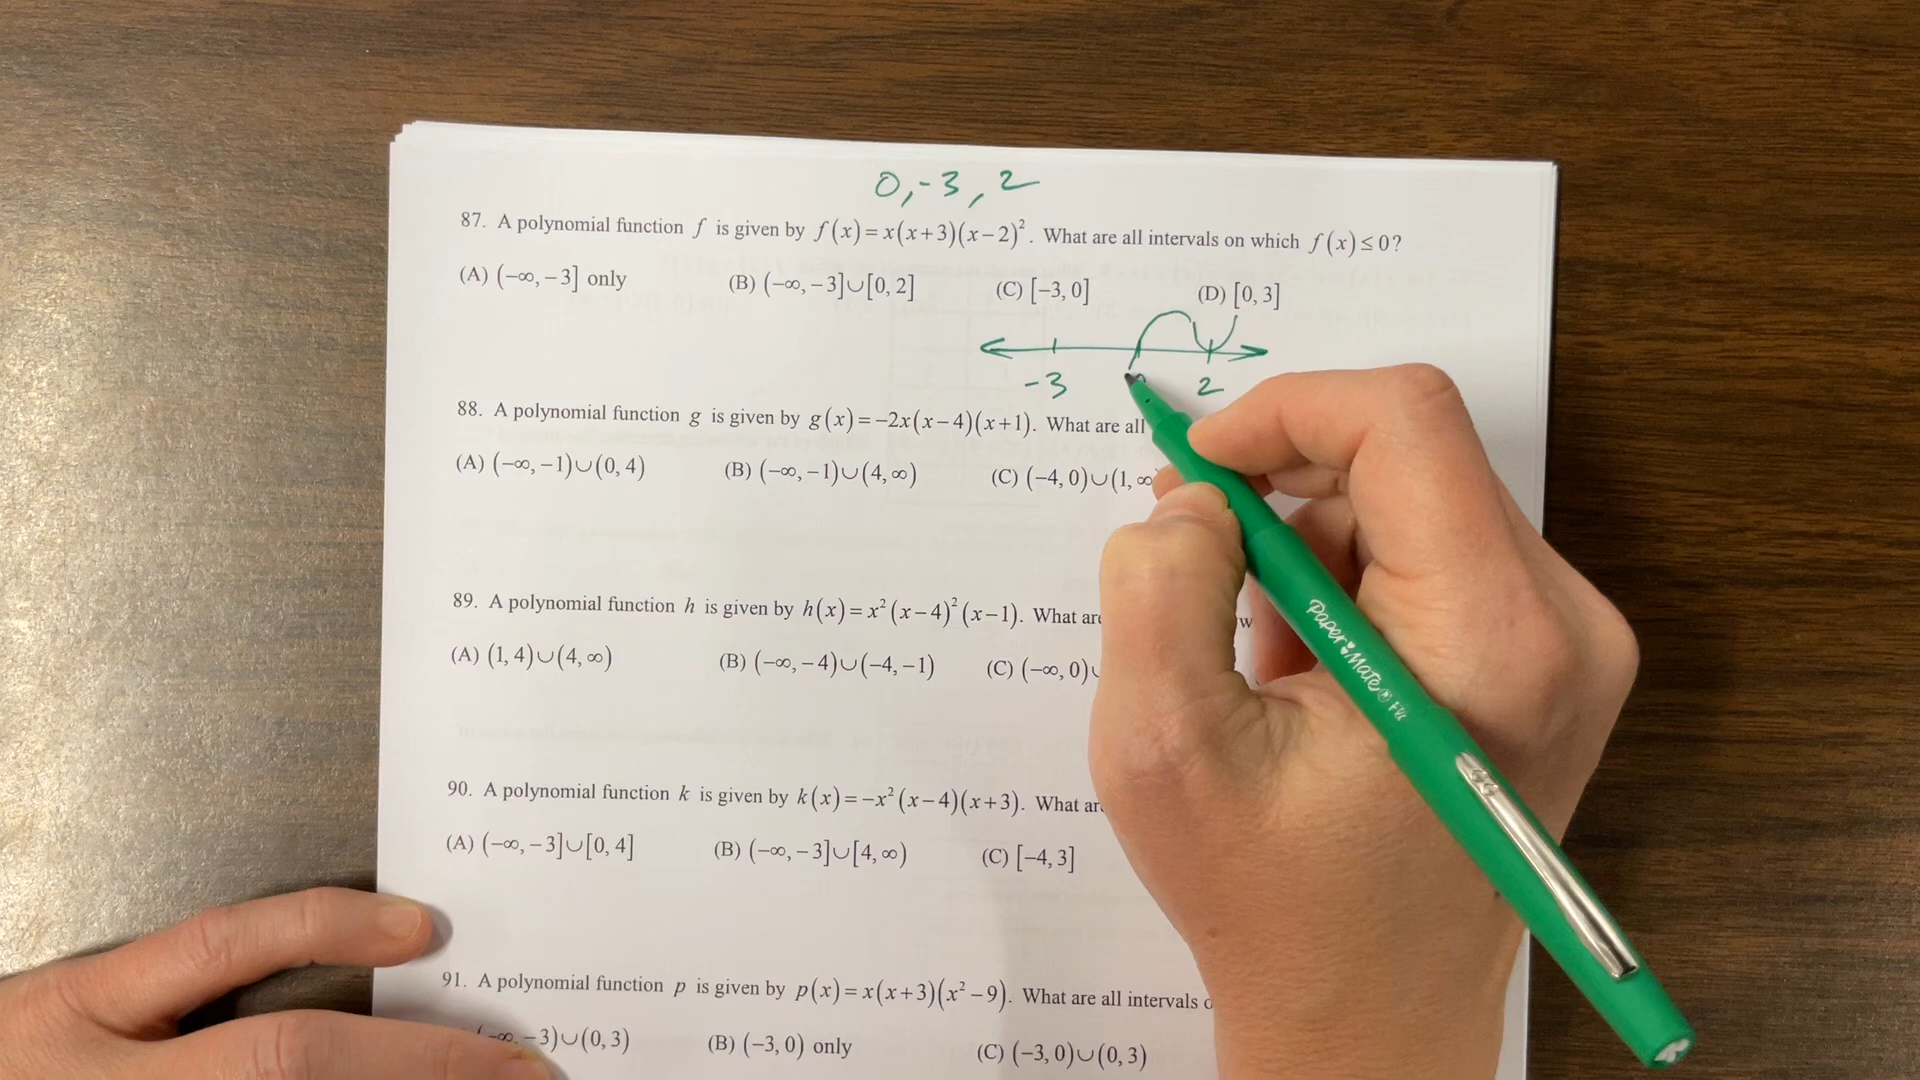 0, -3, 2
87. A polynomial function f is given by f(x)=x(x+3)(x−2)². What are all intervals on which f(x)≤0?
(A) (−∞,−3] only (B) (−∞,−3]∪[0,2] (C) [−3,0] (D) [0,3]
-3 2
88. A polynomial function g is given by g(x)=−2x(x−4)(x+1). What are all
(A) (−∞,−1)∪(0,4) (B) (−∞,−1)∪(4,∞) (C) (−4,0)∪(1,∞
89. A polynomial function h is given by h(x)=x²(x−4)²(x−1). What are
(A) (1,4)∪(4,∞) (B) (−∞,−4)∪(−4,−1) (C) (−∞,0)∪
90. A polynomial function k is given by k(x)=−x²(x−4)(x+3). What
(A) (−∞,−3]∪[0,4] (B) (−∞,−3]∪[4,∞) (C) [−4,3]
91. A polynomial function p is given by p(x)=x(x+3)(x²−9). What are all intervals
(−∞,−3)∪(0,3) (B) (−3,0) only (C) (−3,0)∪(0,3)
Paper Mate